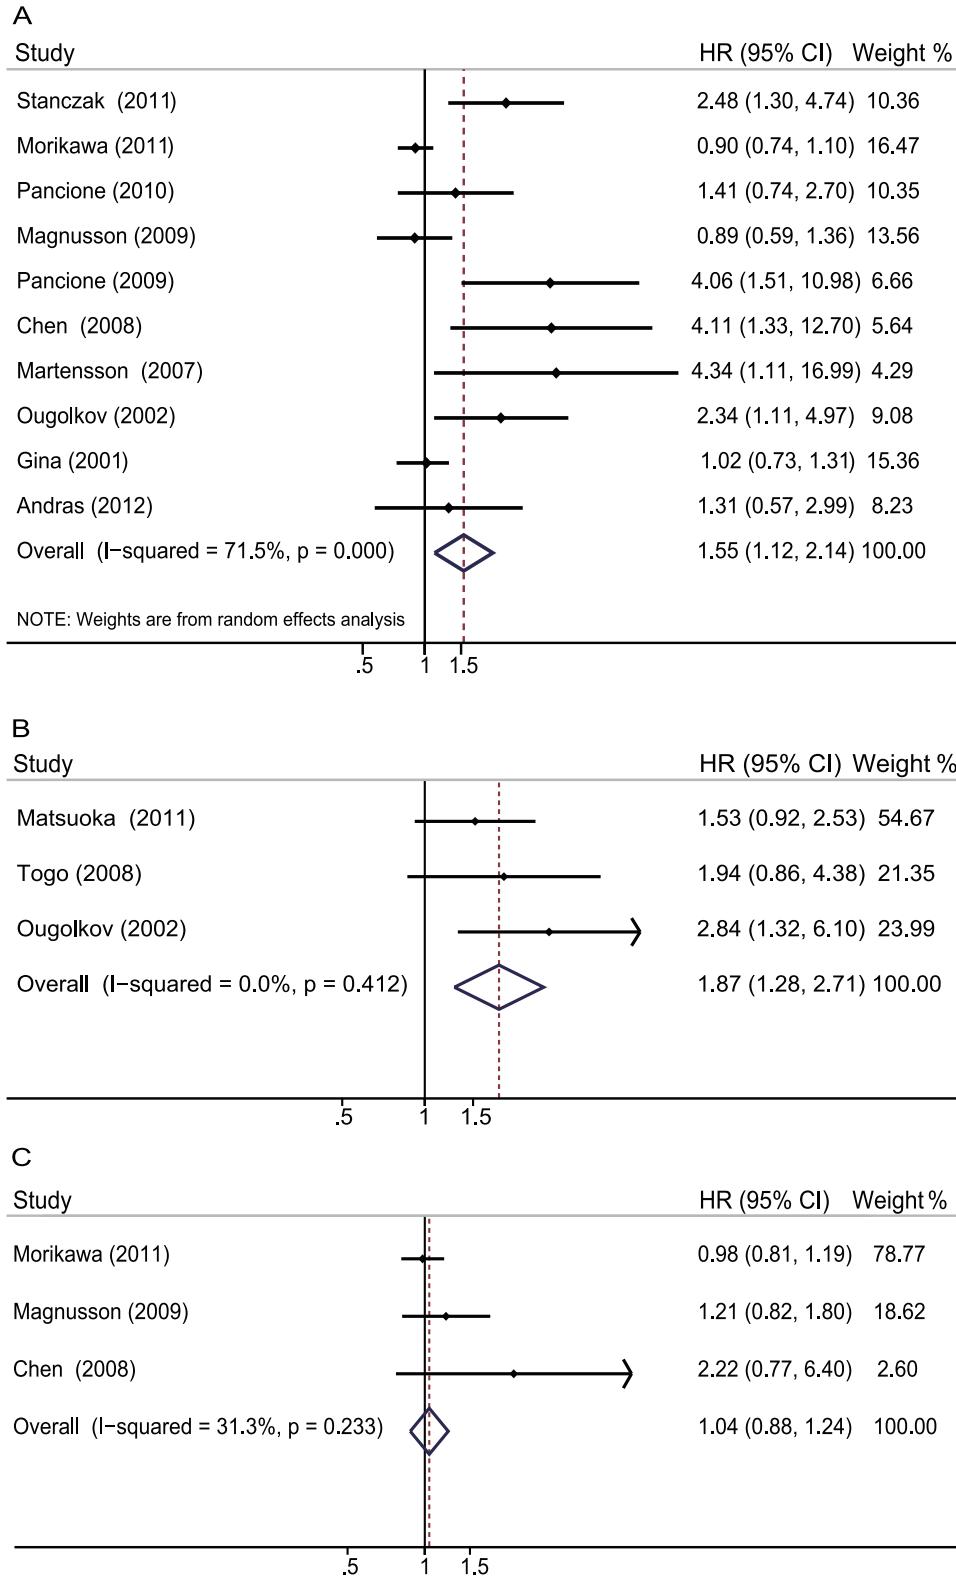 A
Study HR (95% CI) Weight %
Stanczak (2011) 2.48 (1.30, 4.74) 10.36
Morikawa (2011) 0.90 (0.74, 1.10) 16.47
Pancione (2010) 1.41 (0.74, 2.70) 10.35
Magnusson (2009) 0.89 (0.59, 1.36) 13.56
Pancione (2009) 4.06 (1.51, 10.98) 6.66
Chen (2008) 4.11 (1.33, 12.70) 5.64
Martensson (2007) 4.34 (1.11, 16.99) 4.29
Ougolkov (2002) 2.34 (1.11, 4.97) 9.08
Gina (2001) 1.02 (0.73, 1.31) 15.36
Andras (2012) 1.31 (0.57, 2.99) 8.23
Overall (I−squared = 71.5%, p = 0.000) 1.55 (1.12, 2.14) 100.00
NOTE: Weights are from random effects analysis
.5 1 1.5
B
Study HR (95% CI) Weight %
Matsuoka (2011) 1.53 (0.92, 2.53) 54.67
Togo (2008) 1.94 (0.86, 4.38) 21.35
Ougolkov (2002) 2.84 (1.32, 6.10) 23.99
Overall (I−squared = 0.0%, p = 0.412) 1.87 (1.28, 2.71) 100.00
.5 1 1.5
C
Study HR (95% CI) Weight %
Morikawa (2011) 0.98 (0.81, 1.19) 78.77
Magnusson (2009) 1.21 (0.82, 1.80) 18.62
Chen (2008) 2.22 (0.77, 6.40) 2.60
Overall (I−squared = 31.3%, p = 0.233) 1.04 (0.88, 1.24) 100.00
.5 1 1.5